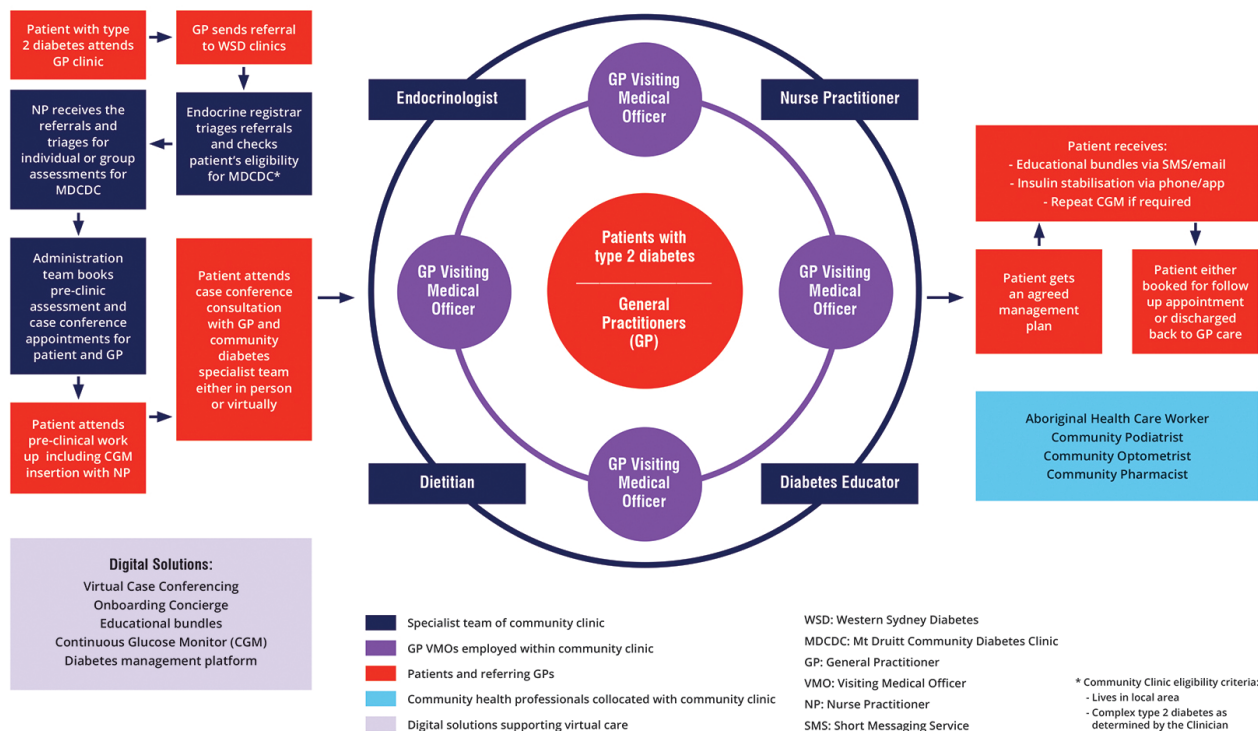 Patient with type
2 diabetes attends
GP clinic
GP sends referral
to WSD clinics
NP receives the
referrals and
triages for
individual or group
assessments for
MDCDC
Endocrine registrar
triages referrals
and checks
patient's eligibility
for MDCDC*
Administration
team books
pre-clinic
assessment and
case conference
appointments for
patient and GP
Patient attends
pre-clinical work
up including CGM
insertion with NP
Patient attends
case conference
consultation
with GP and
community
diabetes
specialist team
either in person
or virtually
Endocrinologist
GP Visiting
Medical
Officer
Nurse Practitioner
GP Visiting
Medical
Officer
Patients with
type 2 diabetes
General
Practitioners
(GP)
GP Visiting
Medical
Officer
Dietitian
GP Visiting
Medical
Officer
Diabetes Educator
Patient receives:
- Educational bundles via SMS/email
- Insulin stabilisation via phone/app
- Repeat CGM if required
Patient gets
an agreed
management
plan
Patient either
booked for follow
up appointment
or discharged
back to GP care
Aboriginal Health Care Worker
Community Podiatrist
Community Optometrist
Community Pharmacist
Digital Solutions:
Virtual Case Conferencing
Onboarding Concierge
Educational bundles
Continuous Glucose Monitor (CGM)
Diabetes management platform
Specialist team of community clinic
GP VMOs employed within community clinic
Patients and referring GPs
Community health professionals collocated with community clinic
Digital solutions supporting virtual care
WSD: Western Sydney Diabetes
MDCDC: Mt Druitt Community Diabetes Clinic
GP: General Practitioner
VMO: Visiting Medical Officer
NP: Nurse Practitioner
SMS: Short Messaging Service
* Community Clinic eligibility criteria:
- Lives in local area
- Complex type 2 diabetes as
determined by the Clinician